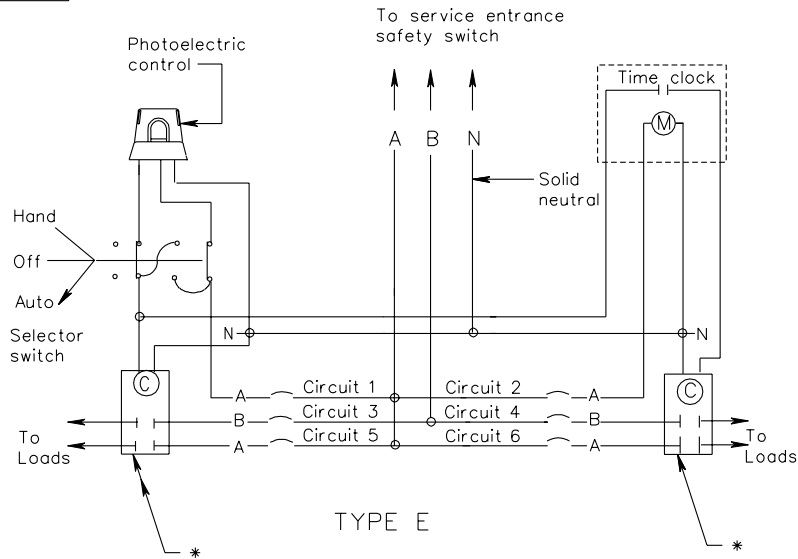 To service entrance
safety switch
Photoelectric
control
Time clock
M
A B N
Solid
neutral
Hand
Off
Auto
Selector
switch
N
N
C
C
A Circuit 1 Circuit 2 A
B Circuit 3 Circuit 4 B
A Circuit 5 Circuit 6 A
To
Loads
To
Loads
TYPE E
*
*